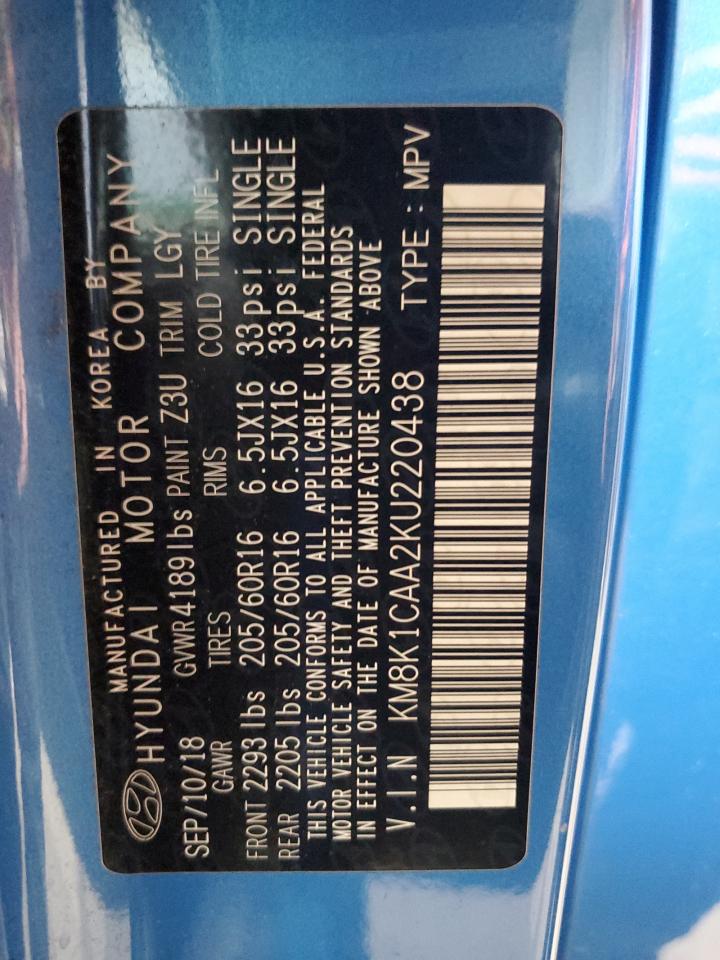 MANUFACTURED IN KOREA BY
HYUNDAI MOTOR COMPANY
SEP/10/18 GVWR4189lbs PAINT Z3U TRIM LGY
GAWR TIRES RIMS COLD TIRE INFL
FRONT 2293 lbs 205/60R16 6.5JX16 33psi SINGLE
REAR 2205 lbs 205/60R16 6.5JX16 33psi SINGLE
THIS VEHICLE CONFORMS TO ALL APPLICABLE U.S.A. FEDERAL
MOTOR VEHICLE SAFETY AND THEFT PREVENTION STANDARDS
IN EFFECT ON THE DATE OF MANUFACTURE SHOWN ABOVE
V.I.N KM8K1CAA2KU220438 TYPE : MPV